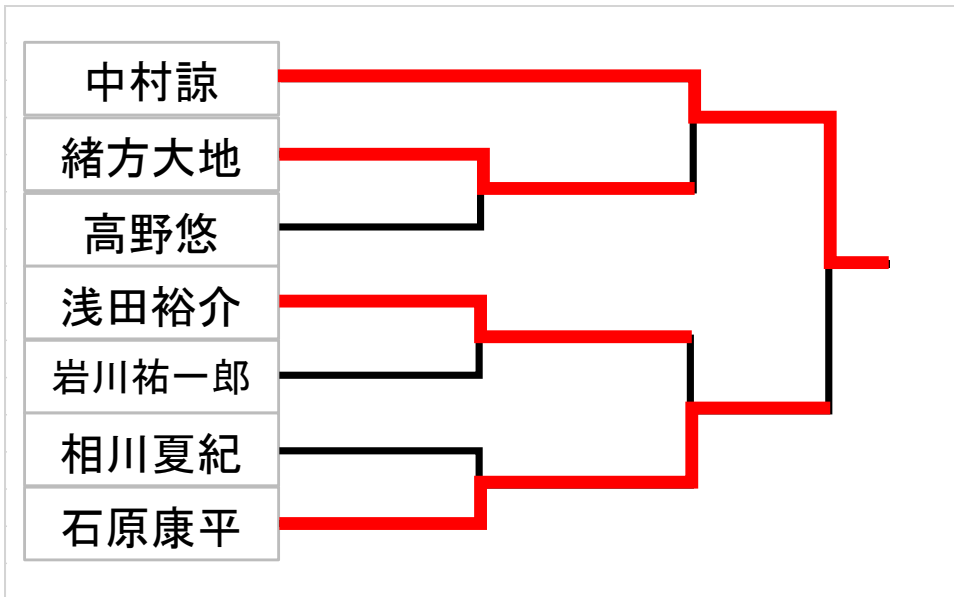 中村諒
緒方大地
高野悠
浅田裕介
岩川祐一郎
相川夏紀
石原康平